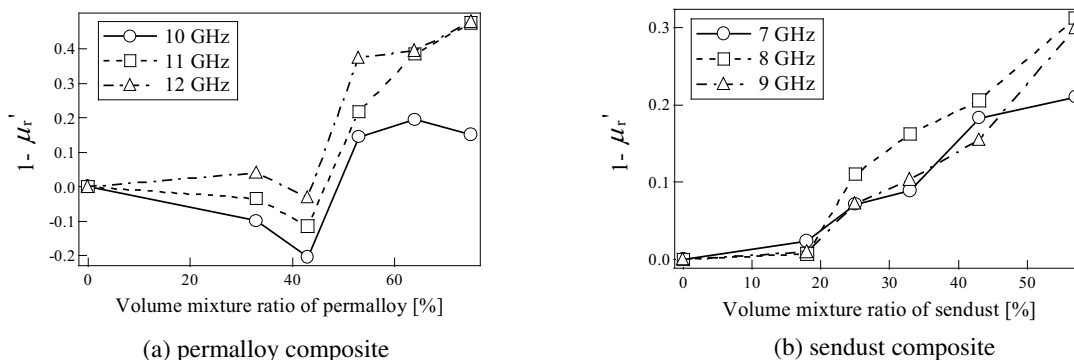 10 GHz
11 GHz
12 GHz
1- μr'
0.4
0.3
0.2
0.1
0.0
-0.1
-0.2
0
20
40
60
Volume mixture ratio of permalloy [%]
(a) permalloy composite
7 GHz
8 GHz
9 GHz
1- μr'
0.3
0.2
0.1
0.0
0
10
20
30
40
50
Volume mixture ratio of sendust [%]
(b) sendust composite